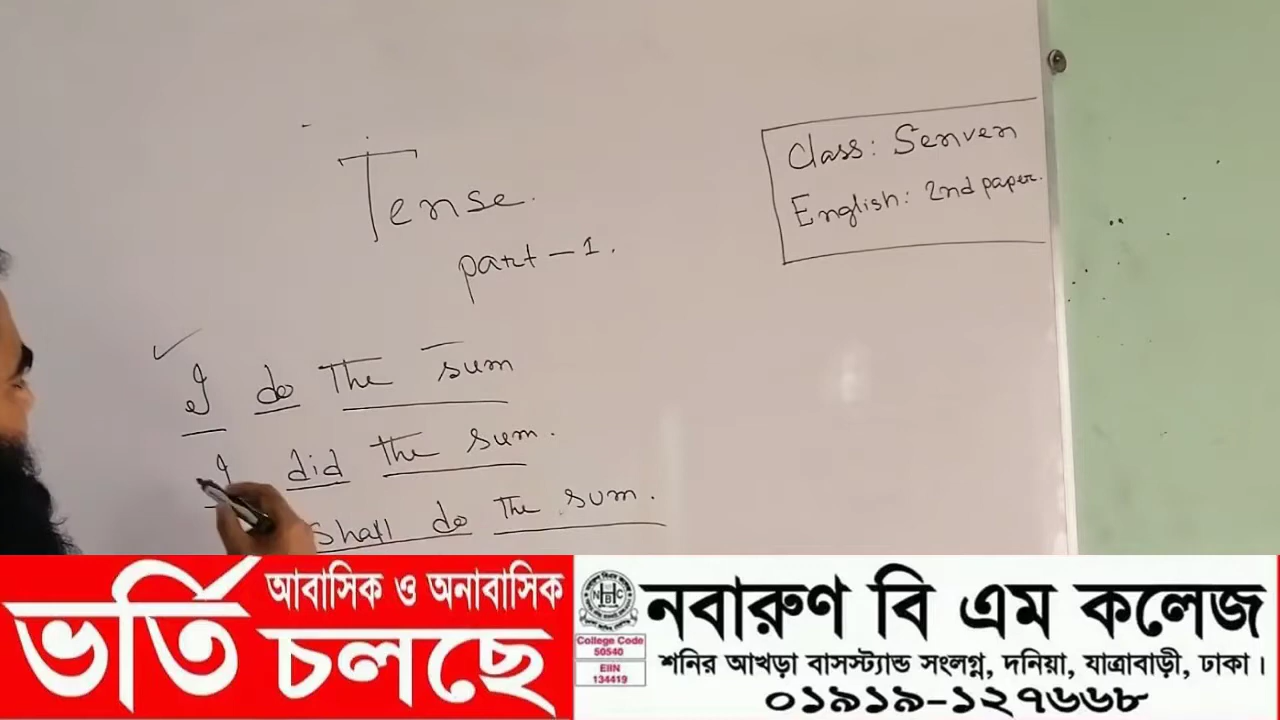 Tense.
part-1.
Class: Senven
English: 2nd paper.
I do The sum
I did the sum.
Shall do The sum.
ভর্তি চলছে
আবাসিক ও অনাবাসিক
NBC
College Code
50540
EIIN
134419
নবারুণ বি এম কলেজ
শনির আখড়া বাসস্ট্যান্ড সংলগ্ন, দনিয়া, যাত্রাবাড়ী, ঢাকা।
০১৯১৯-১২৭৬৬৮